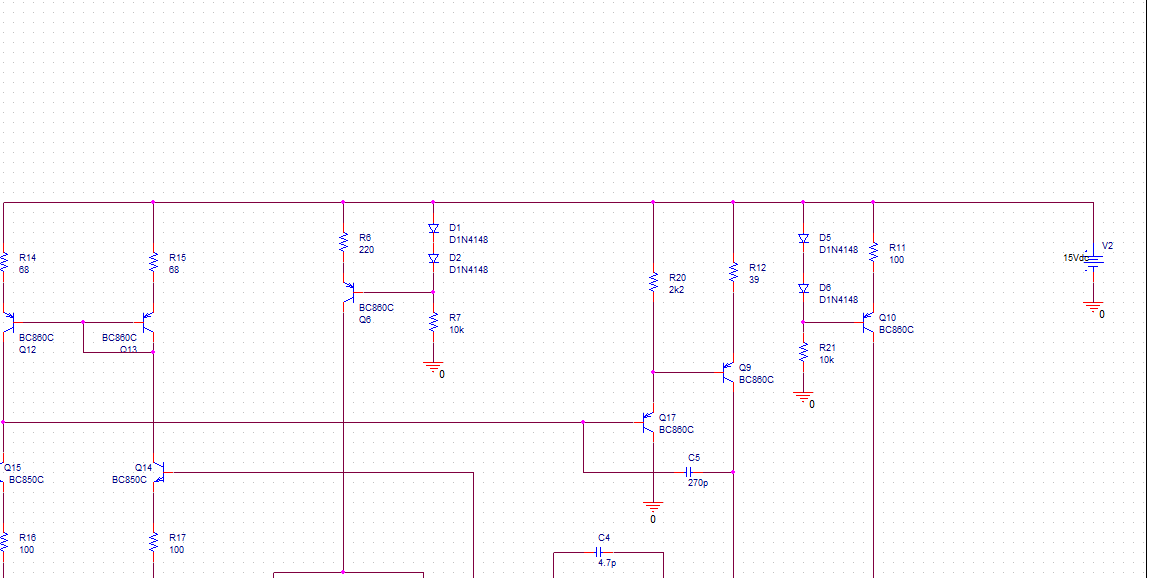 D1
D1N4148
D2
D1N4148
R14
68
R15
68
R6
220
BC860C
Q12
BC860C
Q13
BC860C
Q6
R7
10k
0
R20
2k2
R12
39
D5
D1N4148
D6
D1N4148
R11
100
V2
15Vdc
0
Q10
BC860C
R21
10k
0
Q9
BC860C
Q17
BC860C
Q15
BC850C
Q14
BC850C
C5
270p
0
R16
100
R17
100
C4
4.7p